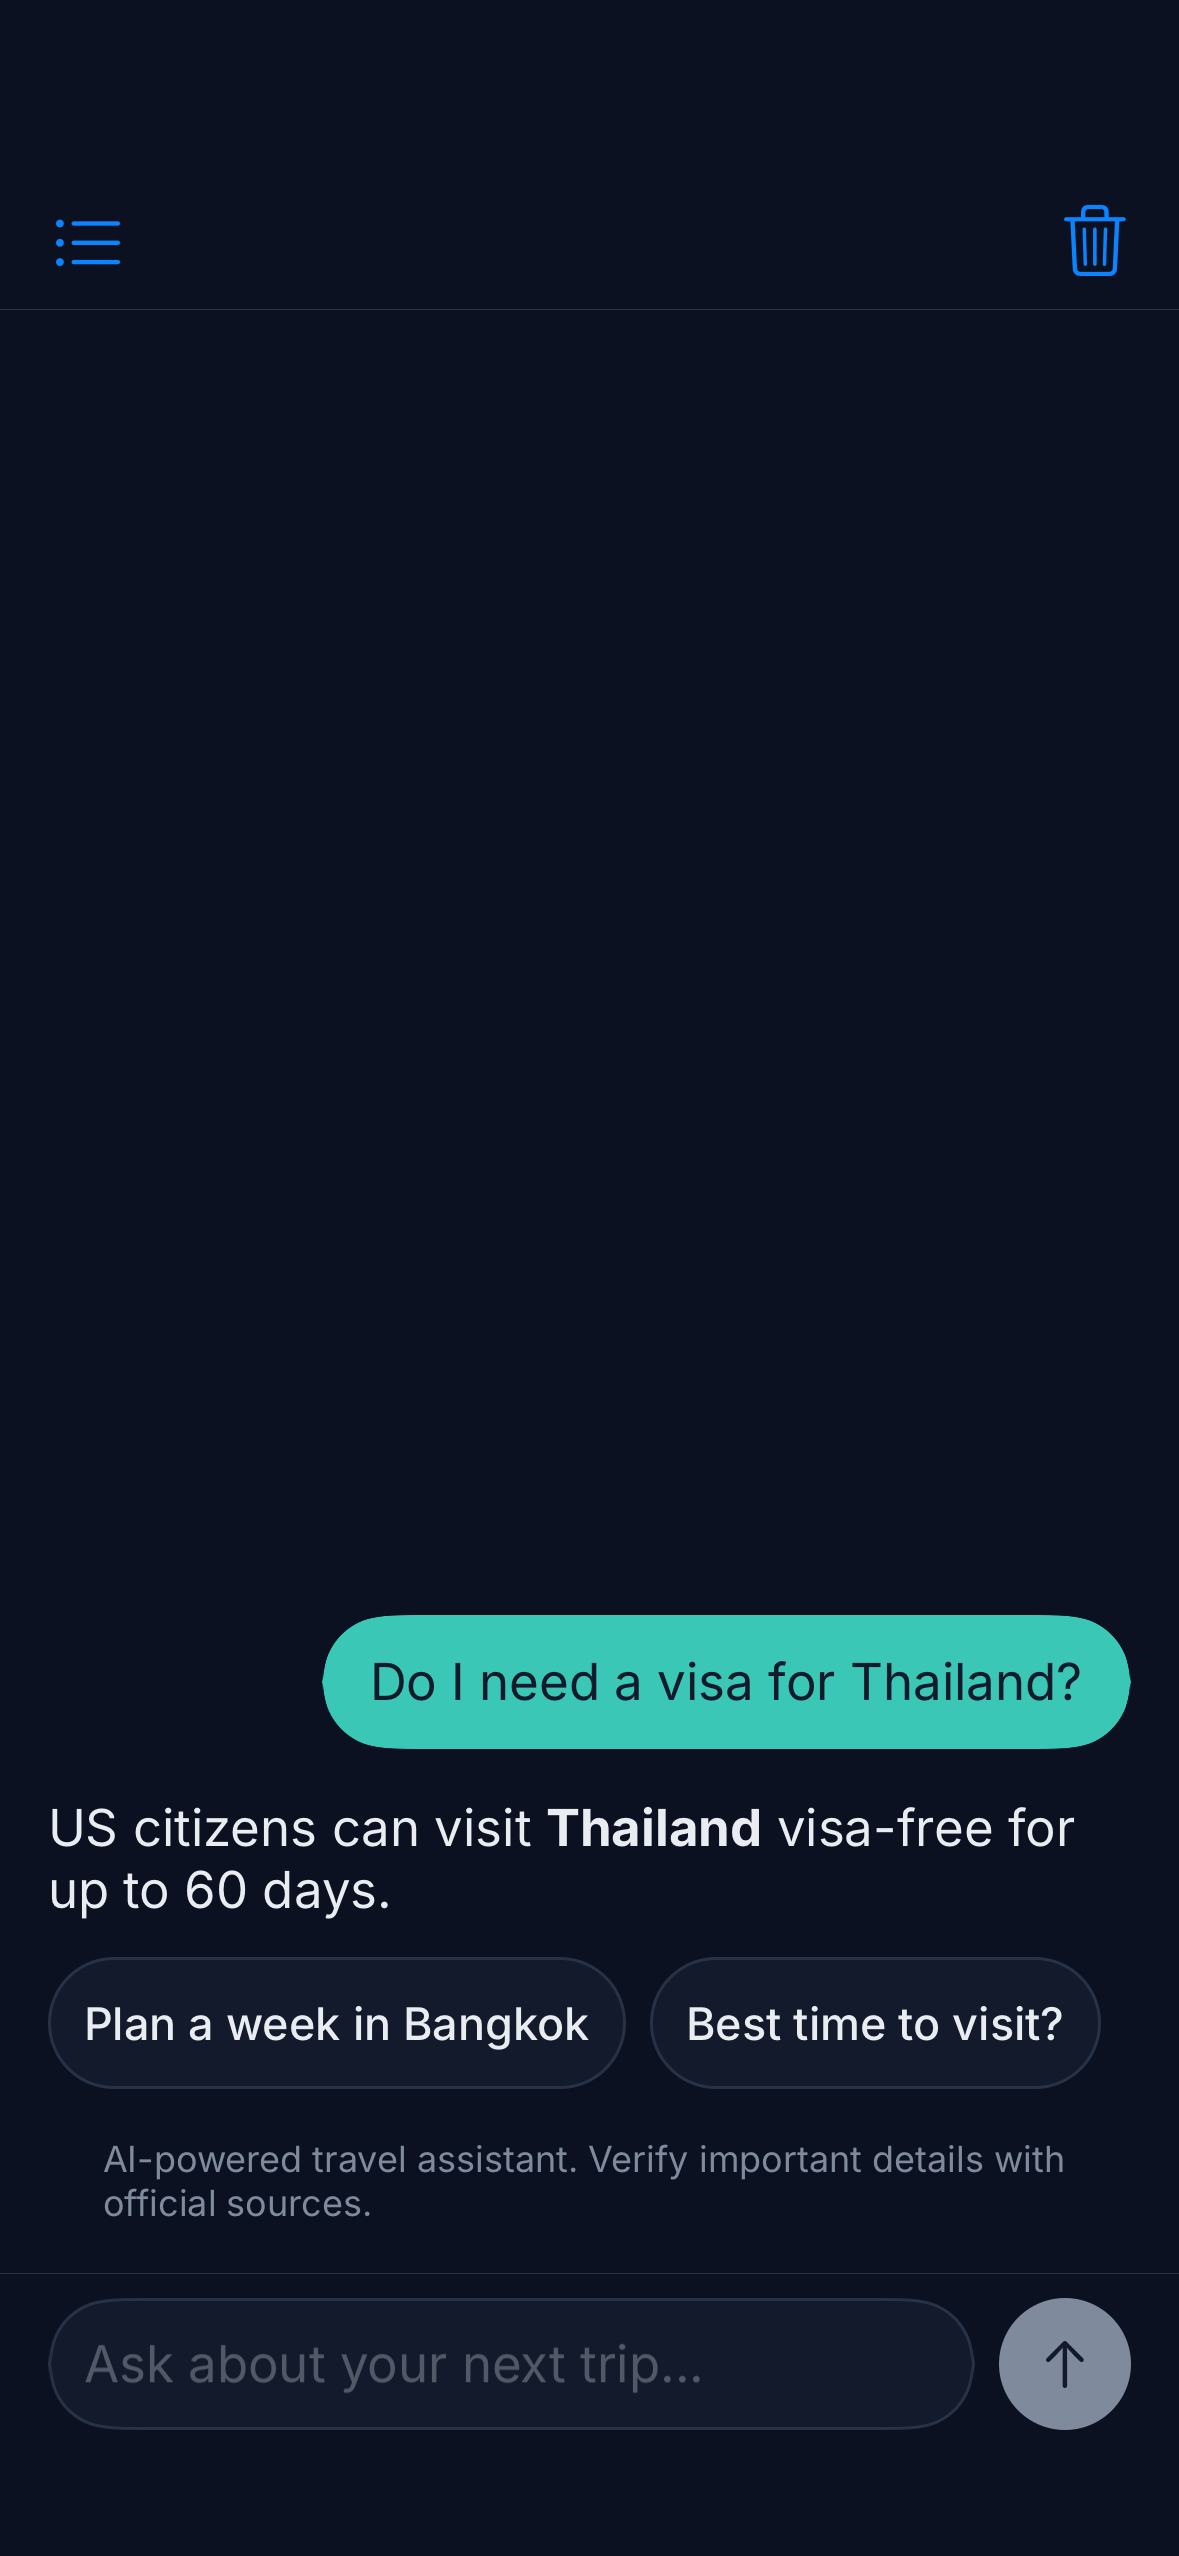 Do I need a visa for Thailand?
US citizens can visit Thailand visa-free for
up to 60 days.
Plan a week in Bangkok
Best time to visit?
AI-powered travel assistant. Verify important details with
official sources.
Ask about your next trip...